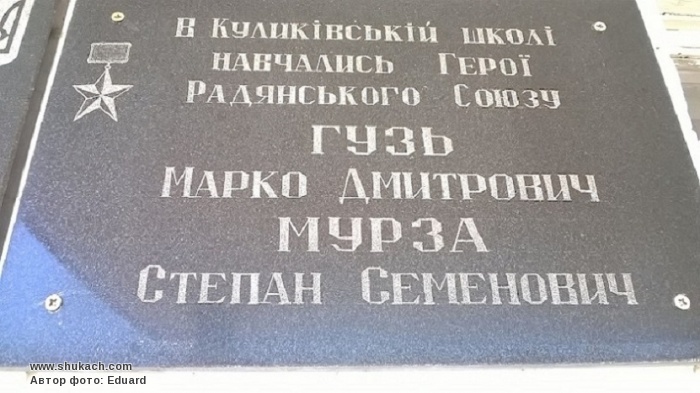 В Куликівській школі
навчались Герої
Радянського Союзу
ГУЗЬ
Марко Дмитрович
МУРЗА
Степан Семенович
www.shukach.com
Автор фото: Eduard